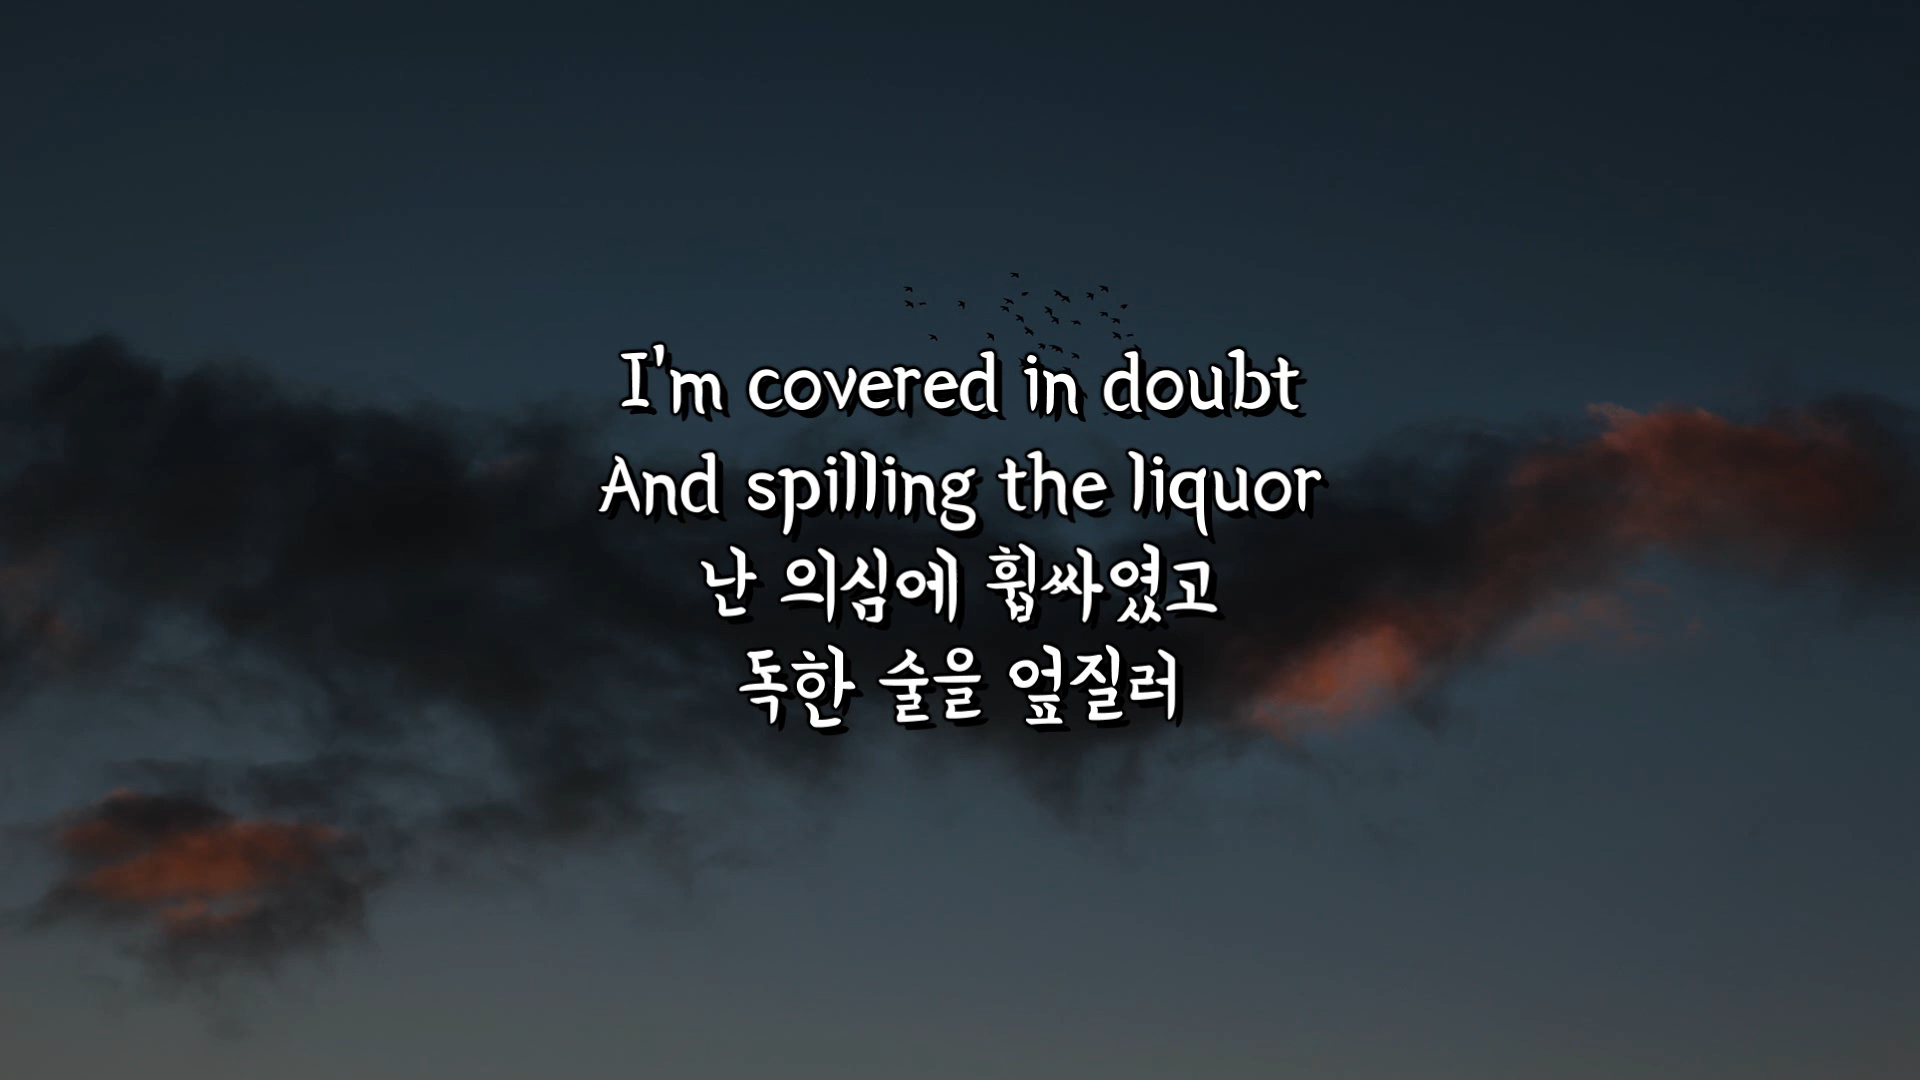 I'm covered in doubt
And spilling the liquor
난 의심에 휩싸였고
독한 술을 엎질러